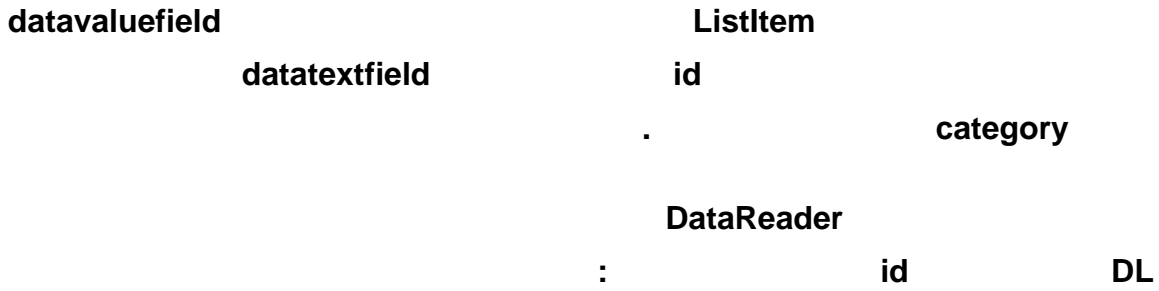 datavaluefield ListItem
datatextfield id
. category
DataReader
: id DL